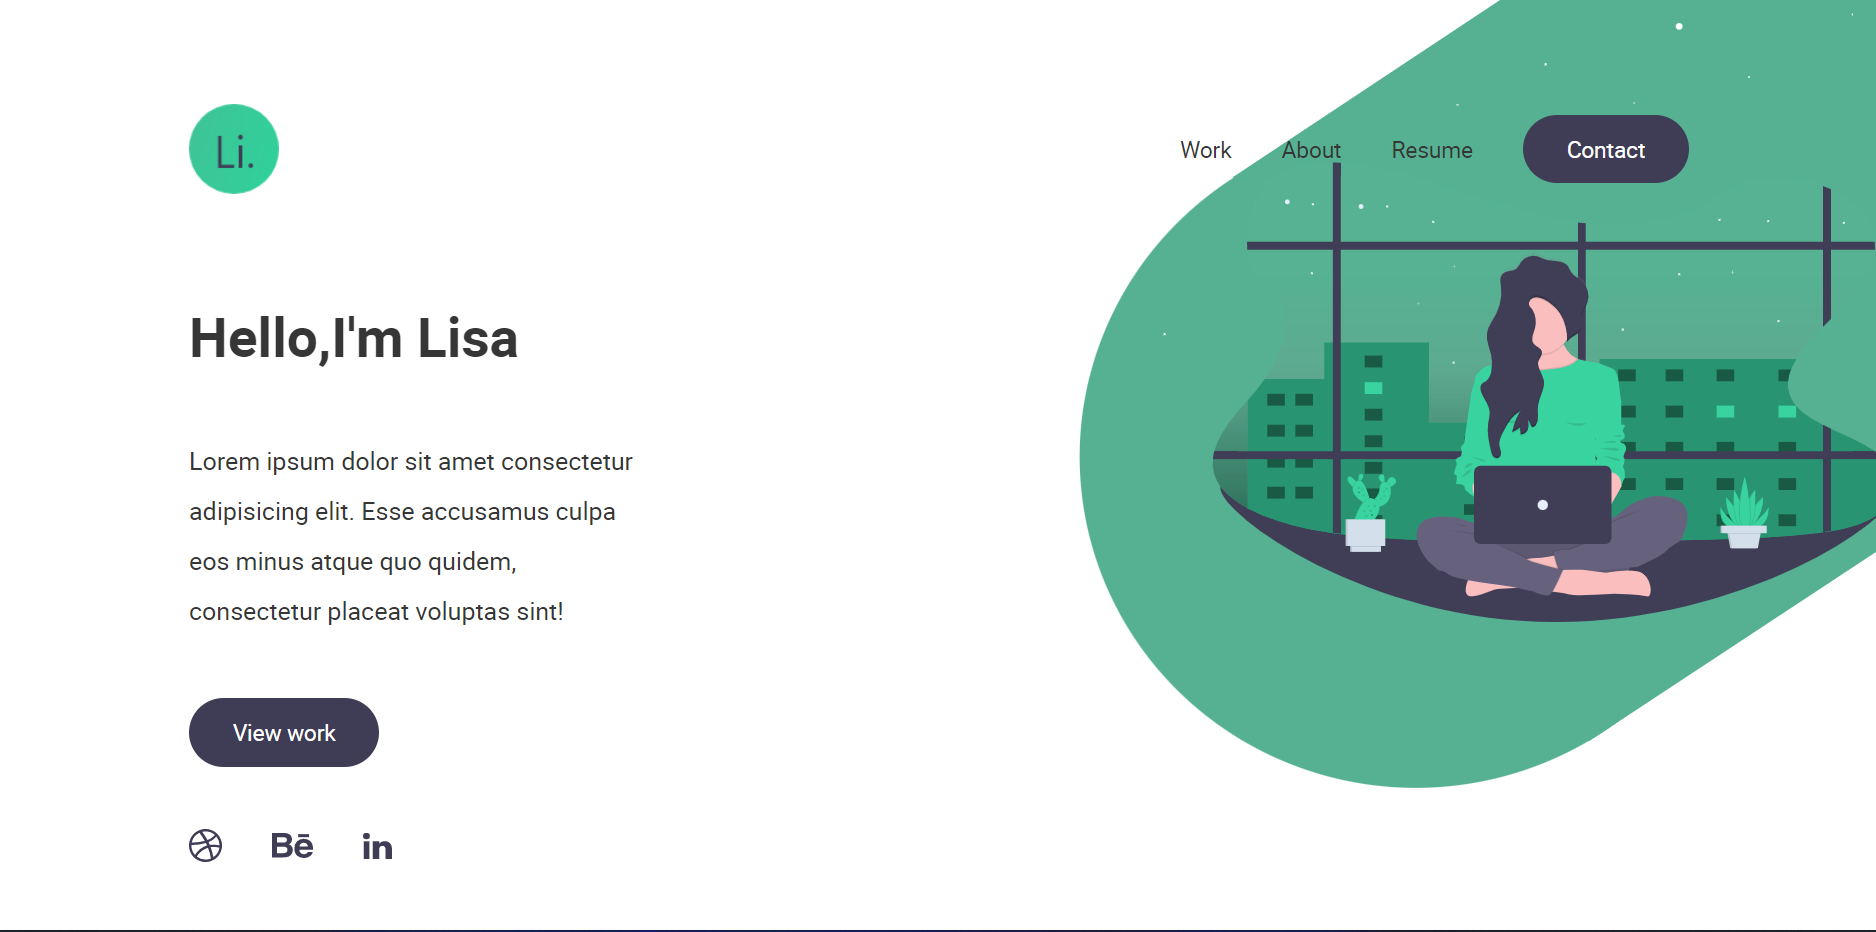 Li.
Work About Resume Contact
Hello,I'm Lisa
Lorem ipsum dolor sit amet consectetur
adipisicing elit. Esse accusamus culpa
eos minus atque quo quidem,
consectetur placeat voluptas sint!
View work
Bē in